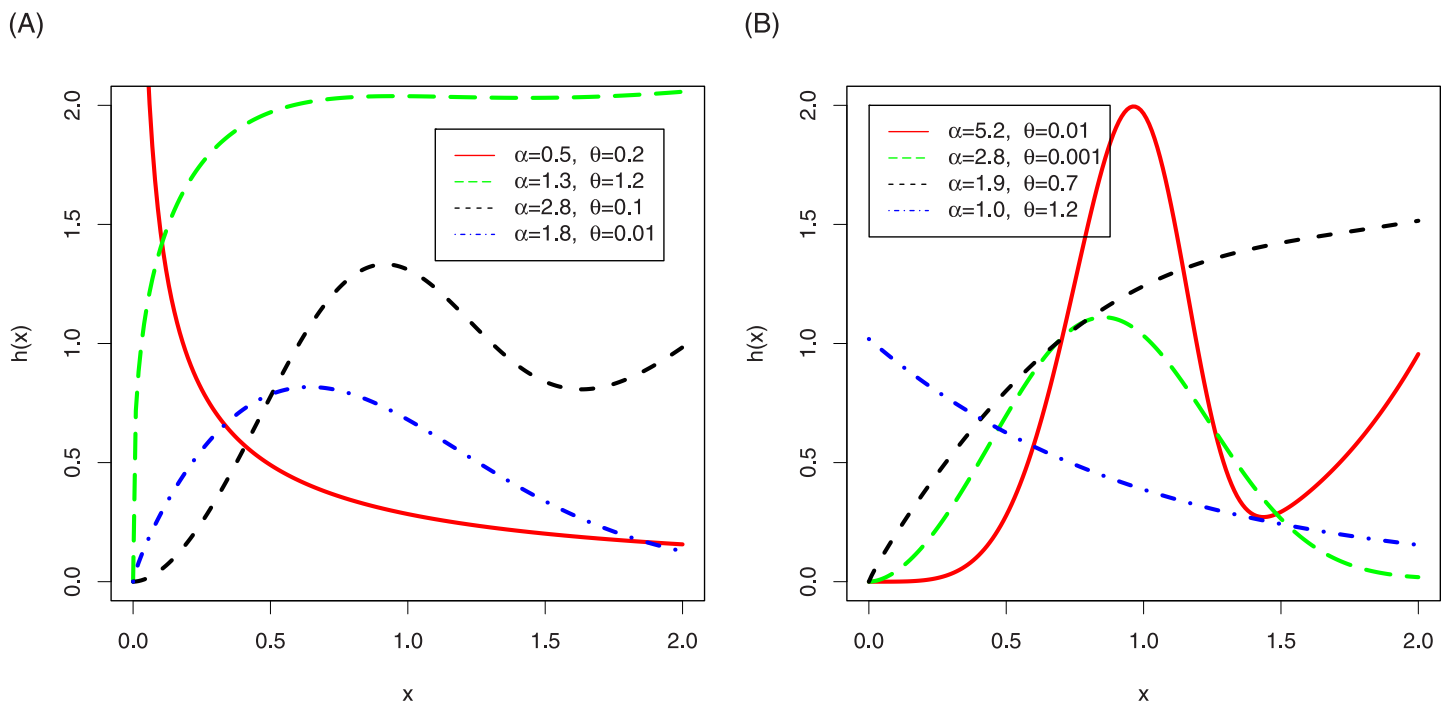 (A)
(B)
h(x)
0.0
0.5
1.0
1.5
2.0
α=0.5, θ=0.2
α=1.3, θ=1.2
α=2.8, θ=0.1
α=1.8, θ=0.01
0.0 0.5 1.0 1.5 2.0
x
h(x)
0.0
0.5
1.0
1.5
2.0
α=5.2, θ=0.01
α=2.8, θ=0.001
α=1.9, θ=0.7
α=1.0, θ=1.2
0.0 0.5 1.0 1.5 2.0
x